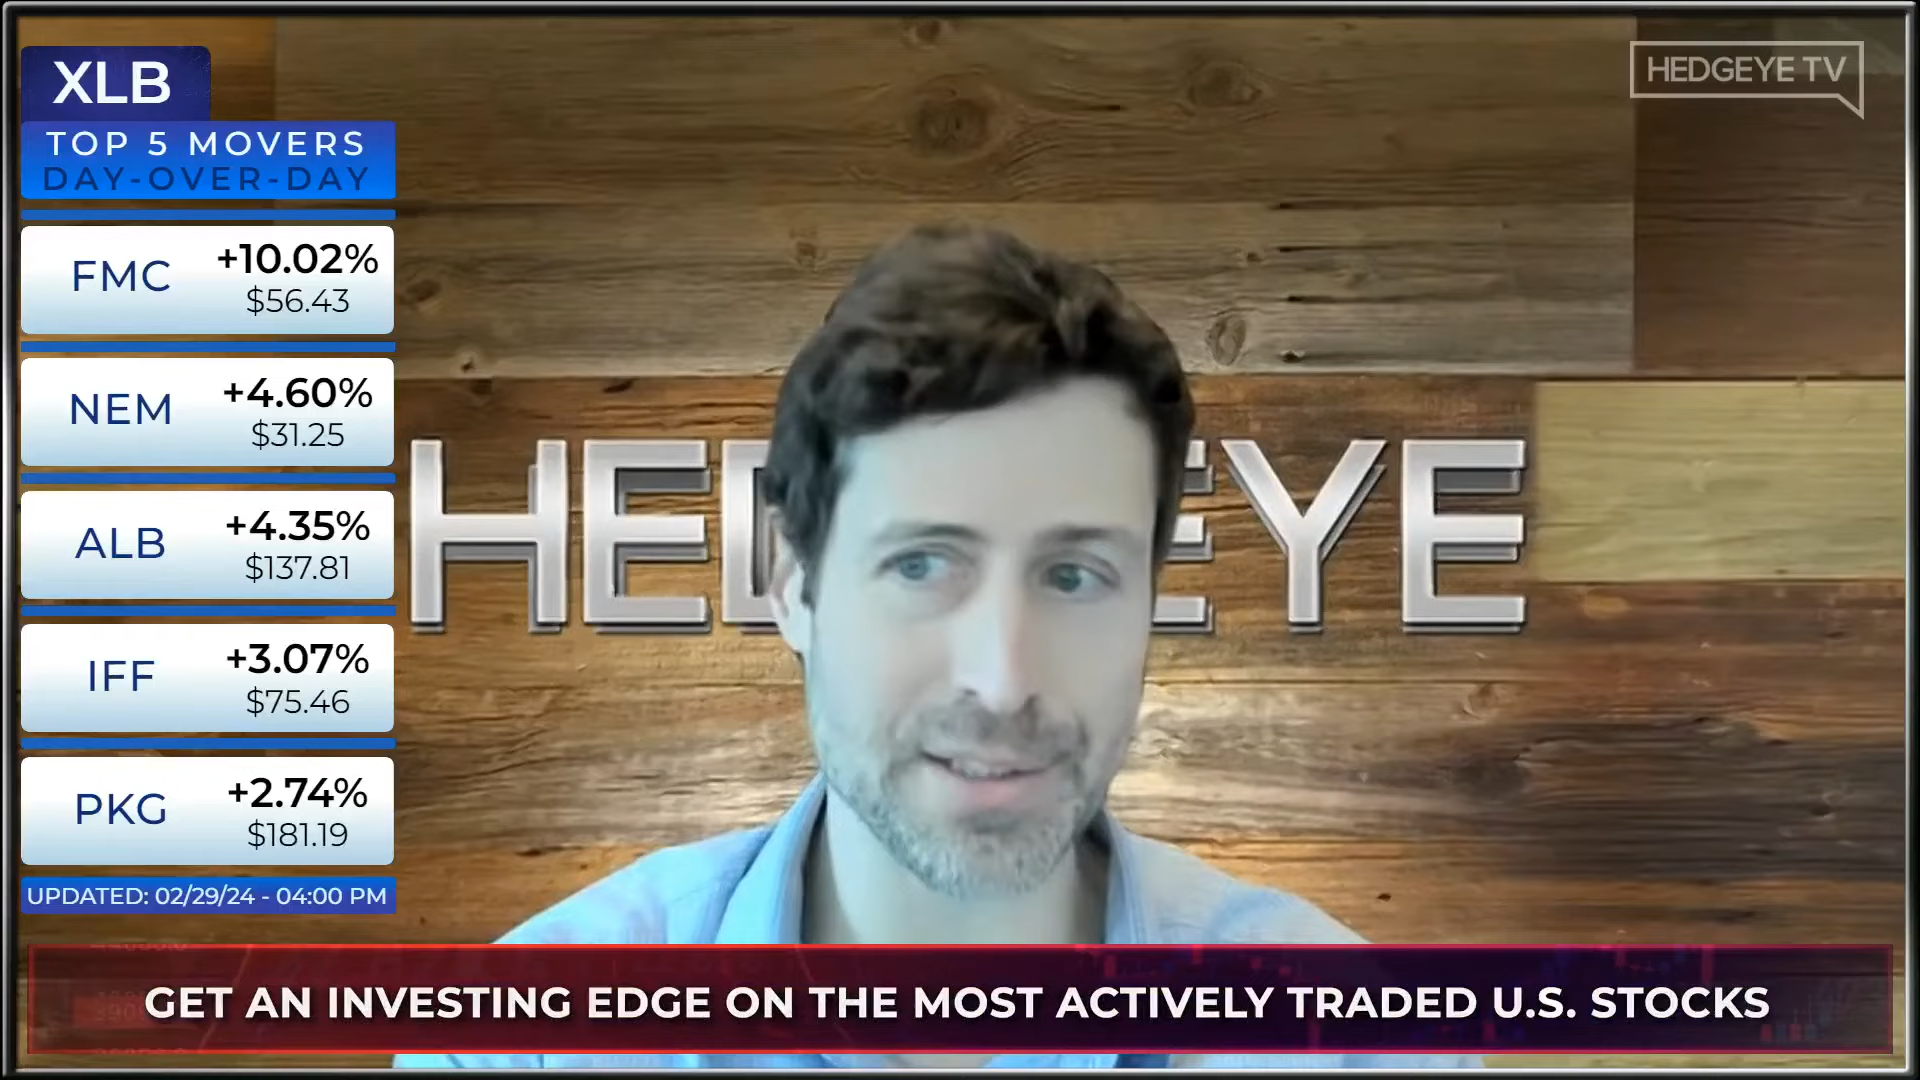 XLB
TOP 5 MOVERS
DAY-OVER-DAY
FMC
+10.02%
$56.43
NEM
+4.60%
$31.25
ALB
+4.35%
$137.81
IFF
+3.07%
$75.46
PKG
+2.74%
$181.19
UPDATED: 02/29/24 - 04:00 PM
HEDGEYE TV
HED EYE
GET AN INVESTING EDGE ON THE MOST ACTIVELY TRADED U.S. STOCKS